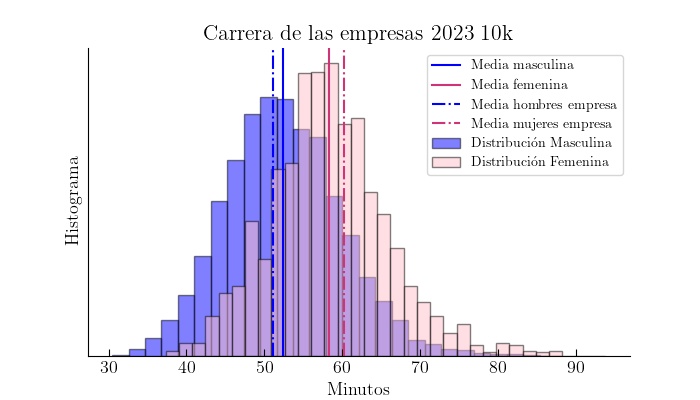 Carrera de las empresas 2023 10k
Media masculina
Media femenina
Media hombres empresa
Media mujeres empresa
Distribución Masculina
Distribución Femenina
Histograma
30 40 50 60 70 80 90
Minutos